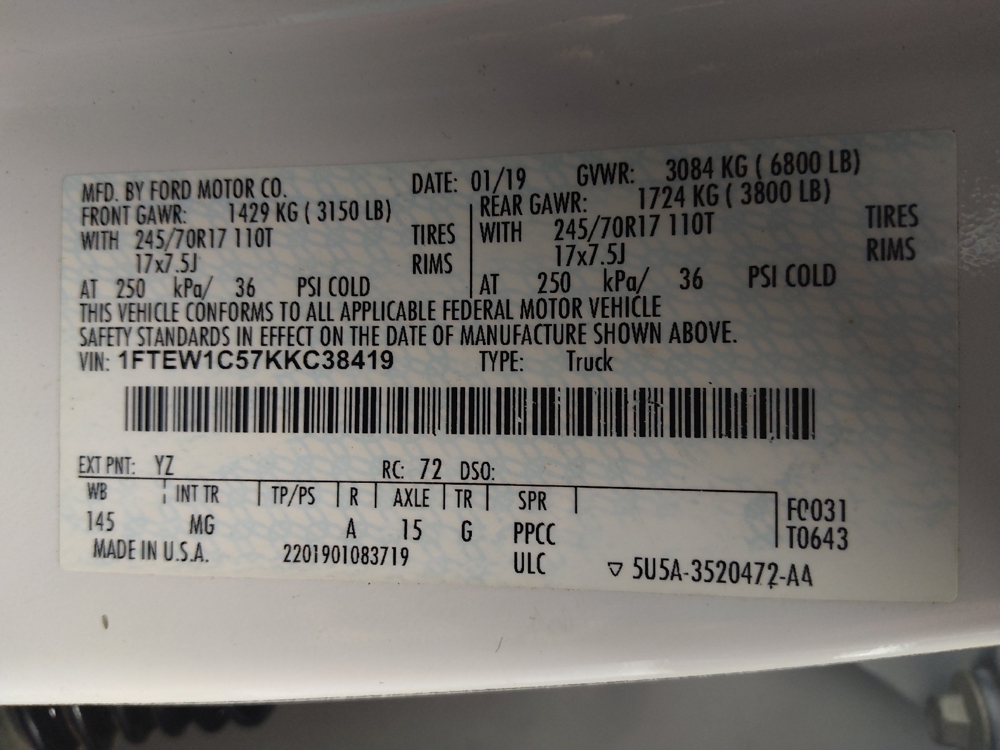 MFD. BY FORD MOTOR CO. DATE: 01/19 GVWR: 3084 KG ( 6800 LB)
FRONT GAWR: 1429 KG ( 3150 LB) REAR GAWR: 1724 KG ( 3800 LB)
WITH 245/70R17 110T TIRES WITH 245/70R17 110T TIRES
17x7.5J RIMS 17x7.5J RIMS
AT 250 kPa/ 36 PSI COLD AT 250 kPa/ 36 PSI COLD
THIS VEHICLE CONFORMS TO ALL APPLICABLE FEDERAL MOTOR VEHICLE
SAFETY STANDARDS IN EFFECT ON THE DATE OF MANUFACTURE SHOWN ABOVE.
VIN: 1FTEW1C57KKC38419 TYPE: Truck
EXT PNT: YZ RC: 72 DSO:
WB INT TR TP/PS R AXLE TR SPR F0031
145 MG A 15 G PPCC T0643
MADE IN U.S.A. 2201901083719 ULC ▽ 5U5A-3520472-AA